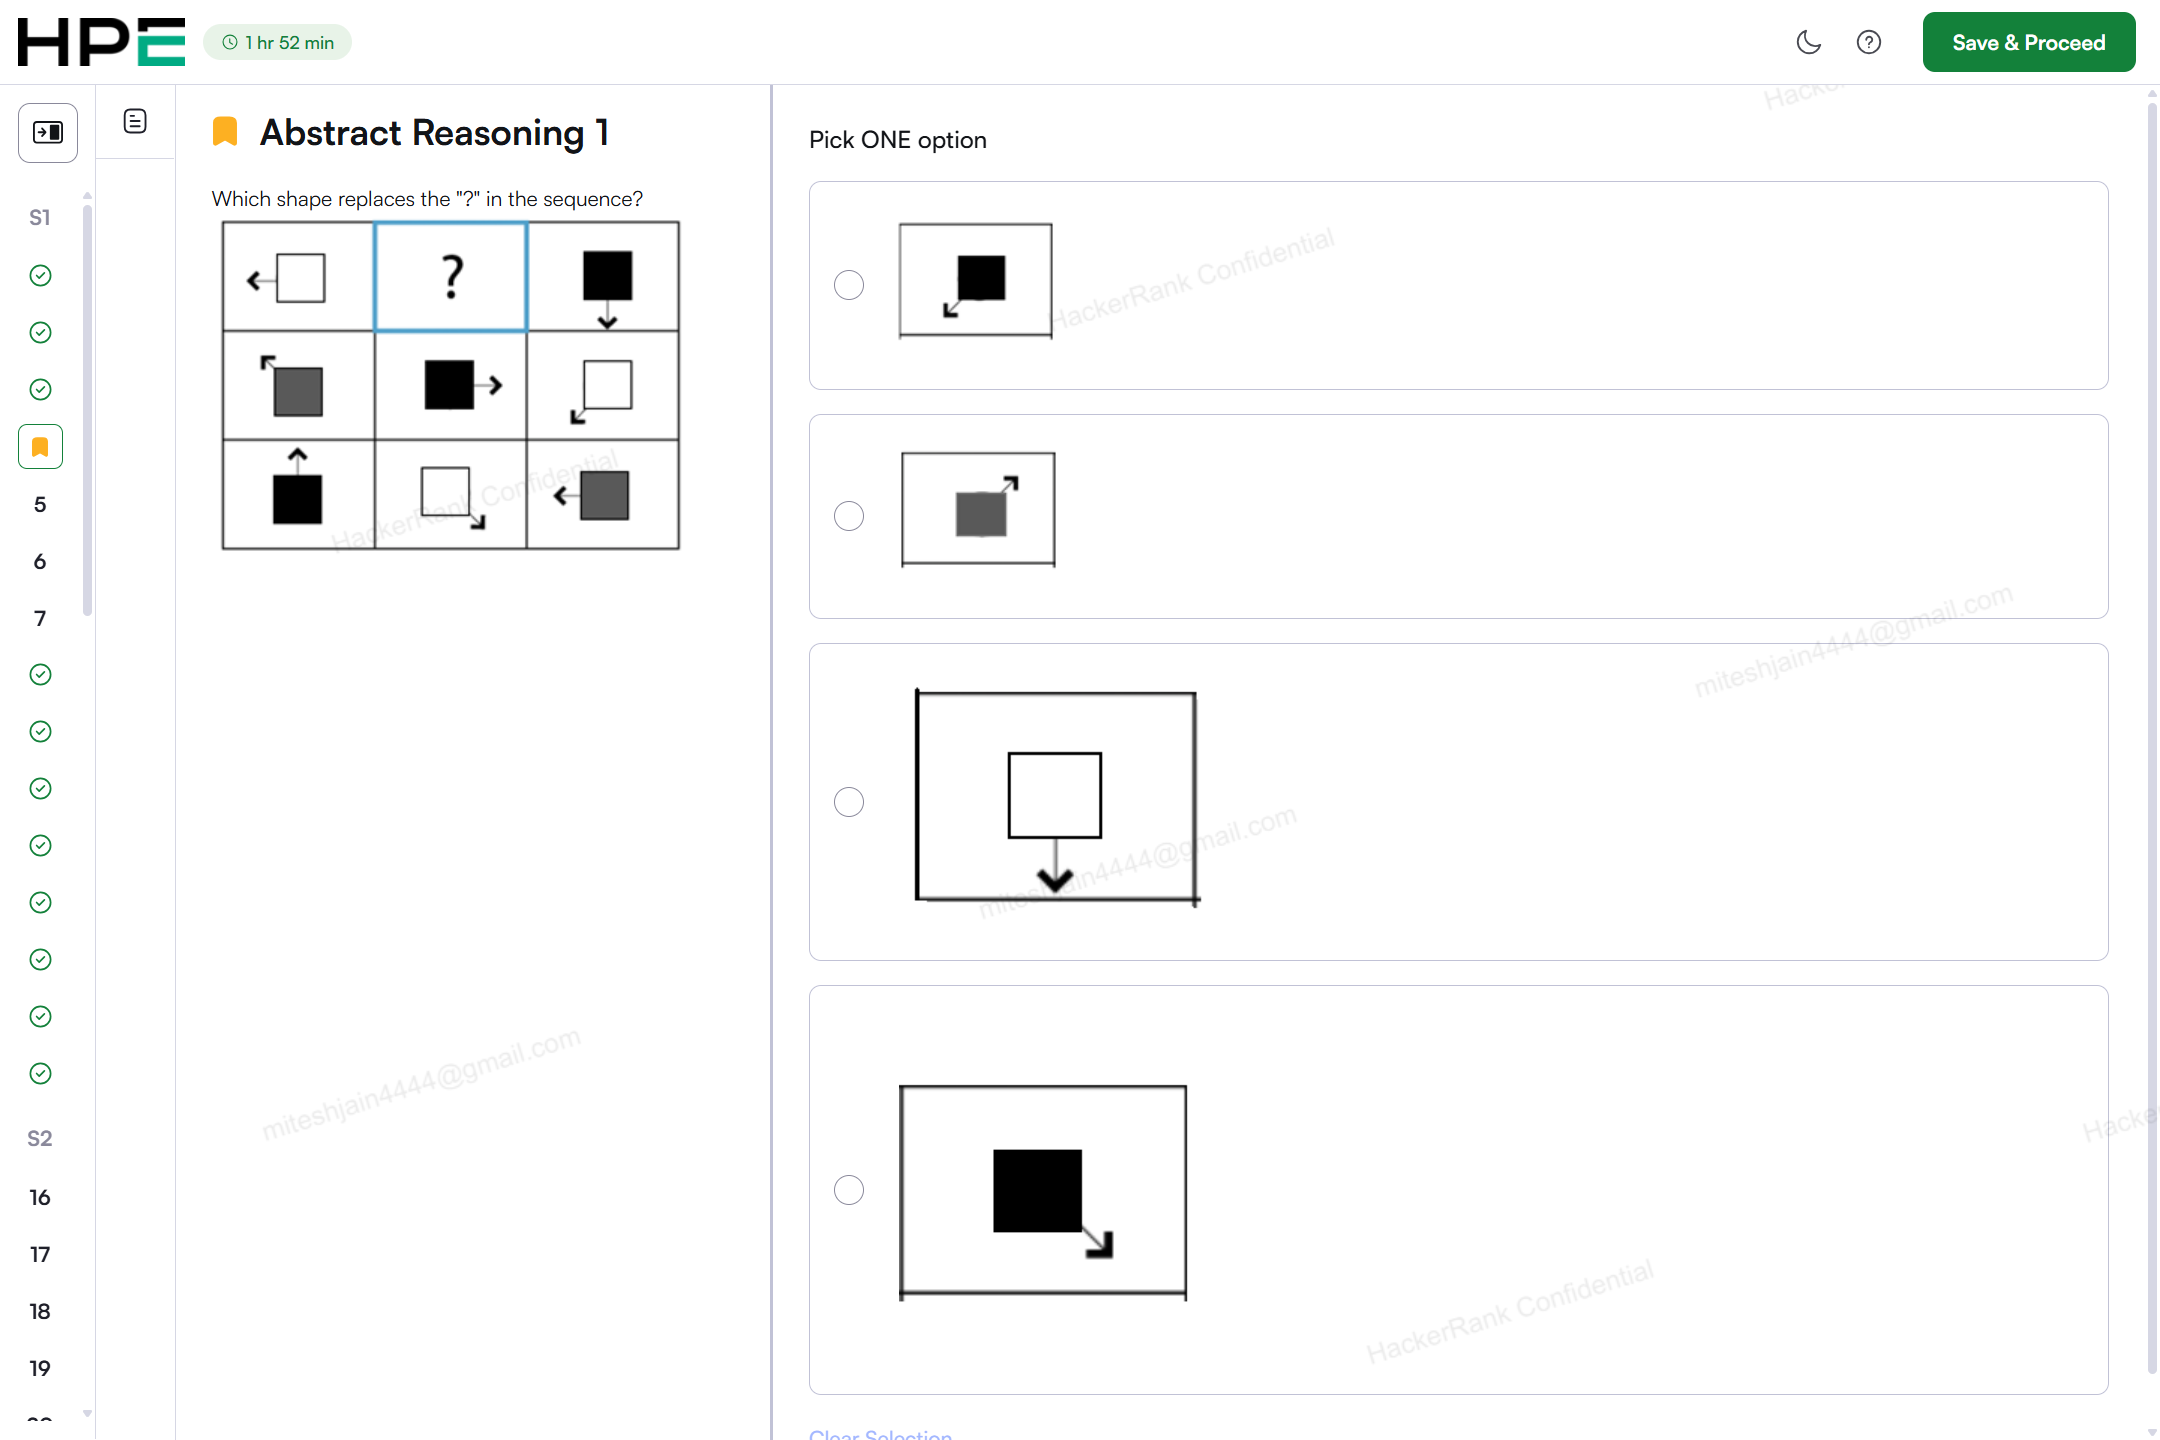 HPE
1 hr 52 min
Save & Proceed
S1
5
6
7
S2
16
17
18
19
Abstract Reasoning 1
Which shape replaces the "?" in the sequence?
?
HackerRank Confidential
miteshjain4444@gmail.com
Pick ONE option
HackerRank Confidential
miteshjain4444@gmail.com
miteshjain4444@gmail.com
HackerRank Confidential
Clear Selection